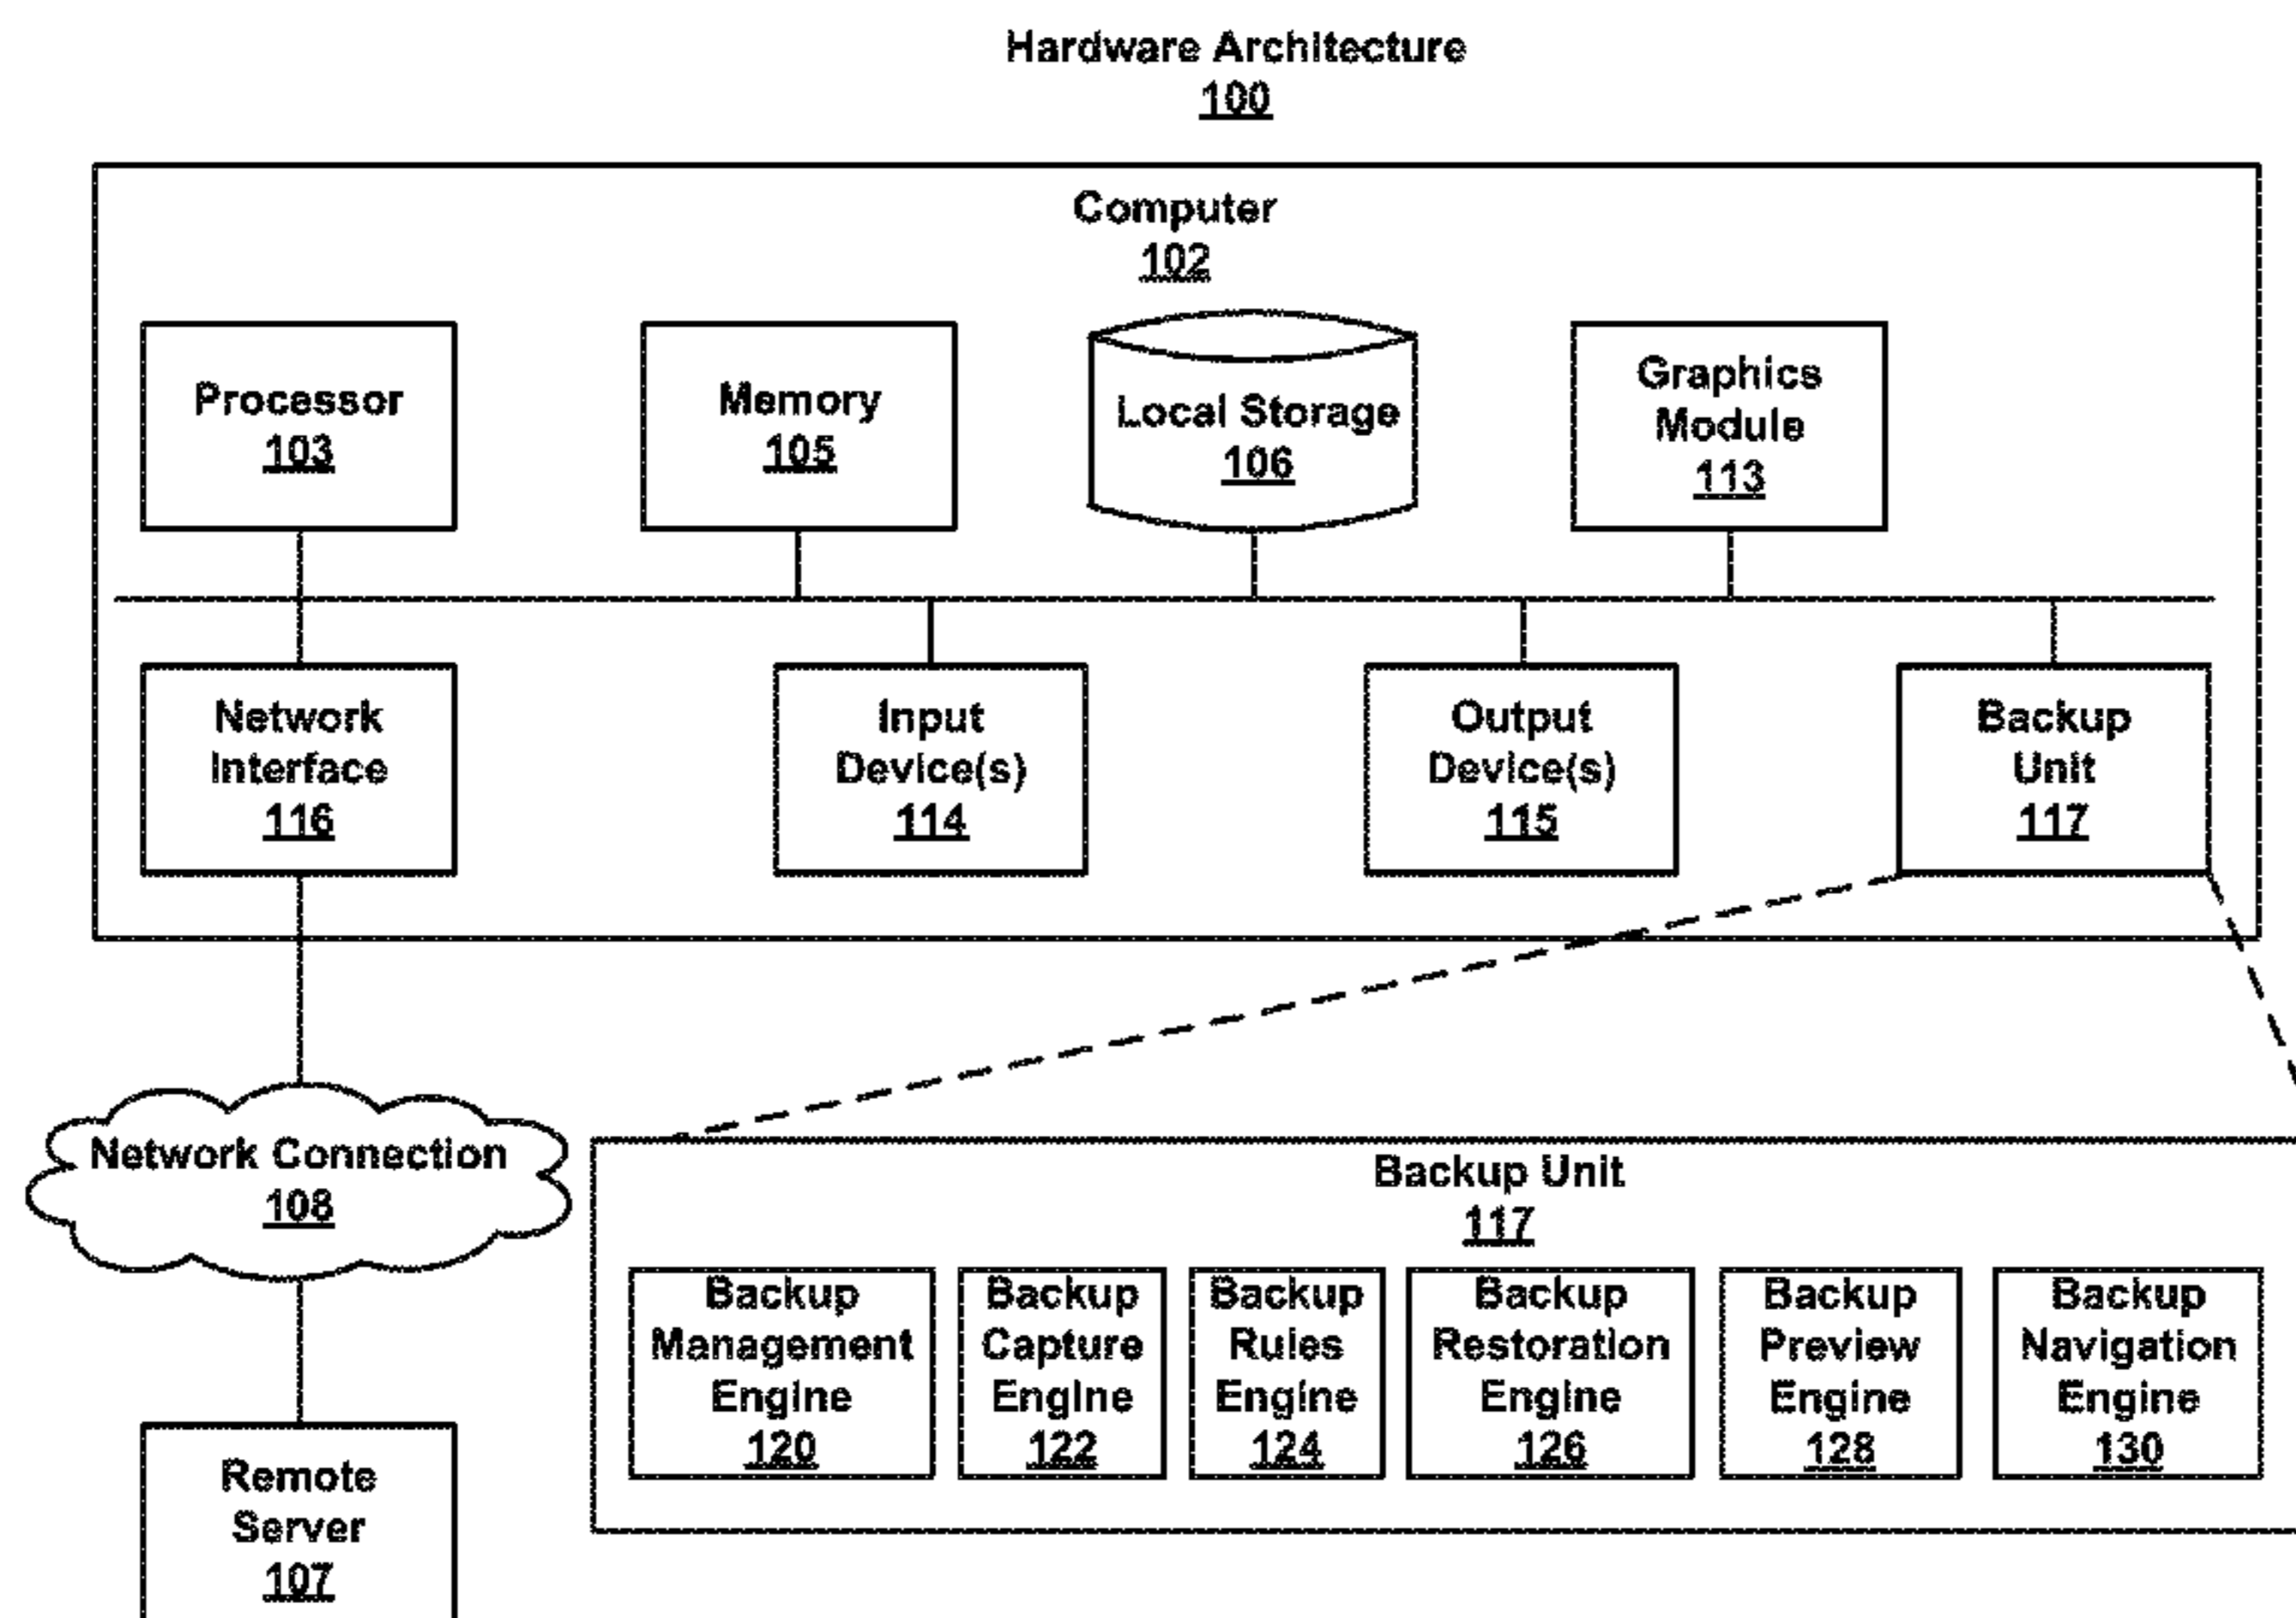 Hardware Architecture
100
Computer
102
Processor
103
Memory
105
Local Storage
106
Graphics
Module
113
Network
Interface
116
Input
Device(s)
114
Output
Device(s)
115
Backup
Unit
117
Network Connection
108
Remote
Server
107
Backup Unit
117
Backup
Management
Engine
120
Backup
Capture
Engine
122
Backup
Rules
Engine
124
Backup
Restoration
Engine
126
Backup
Preview
Engine
128
Backup
Navigation
Engine
130